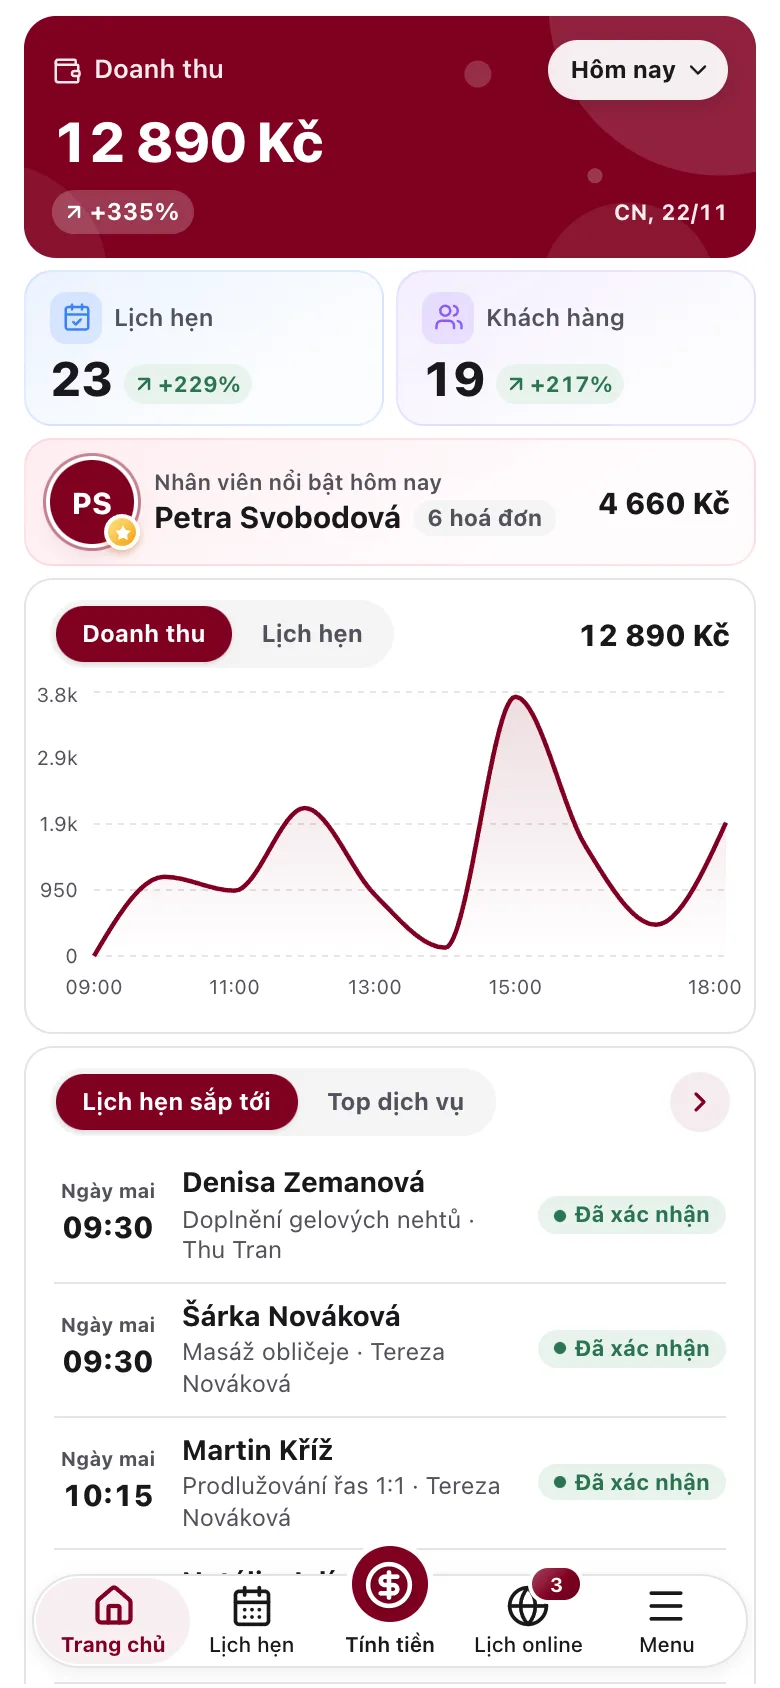 Doanh thu
Hôm nay
12 890 Kč
+335%
CN, 22/11
Lịch hẹn
23
+229%
Khách hàng
19
+217%
PS
Nhân viên nổi bật hôm nay
Petra Svobodová
6 hoá đơn
4 660 Kč
Doanh thu
Lịch hẹn
12 890 Kč
3.8k
2.9k
1.9k
950
0
09:00
11:00
13:00
15:00
18:00
Lịch hẹn sắp tới
Top dịch vụ
Ngày mai
09:30
Denisa Zemanová
Doplnění gelových nehtů ·
Thu Tran
Đã xác nhận
Ngày mai
09:30
Šárka Nováková
Masáž obličeje · Tereza
Nováková
Đã xác nhận
Ngày mai
10:15
Martin Kříž
Prodlužování řas 1:1 · Tereza
Nováková
Đã xác nhận
Trang chủ
Lịch hẹn
Tính tiền
3
Lịch online
Menu